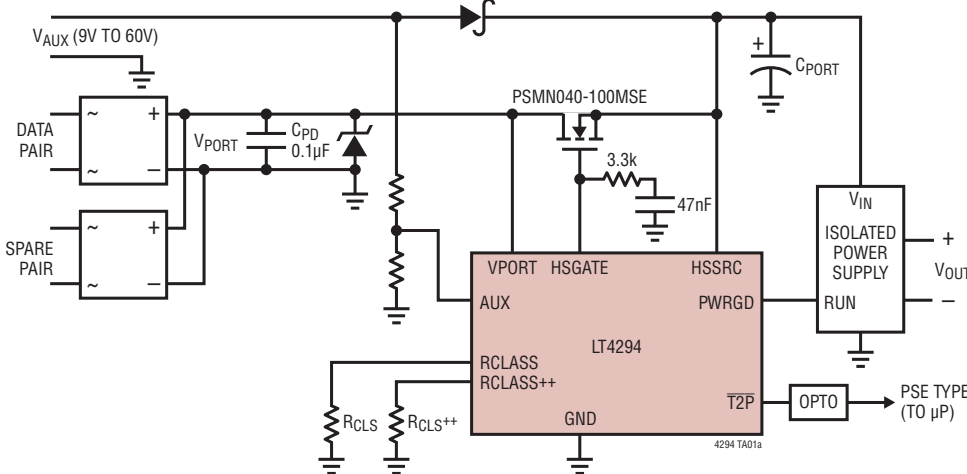 VAUX (9V TO 60V)
+
CPORT
PSMN040-100MSE
DATA
PAIR
~
+
~
–
VPORT
CPD
0.1µF
3.3k
47nF
SPARE
PAIR
~
+
~
–
VIN
ISOLATED
POWER
SUPPLY
RUN
+
VOUT
–
VPORT HSGATE HSSRC
AUX
PWRGD
LT4294
RCLASS
RCLASS++
T2P
GND
RCLS
RCLS++
OPTO
PSE TYPE
(TO µP)
4294 TA01a